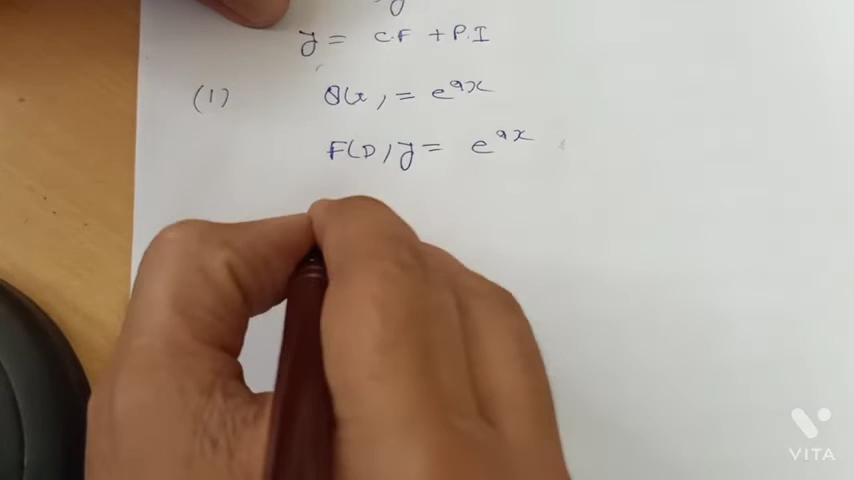 y
y = C.F + P.I
(1) Q(x) = e^ax
F(D)y = e^ax
VITA